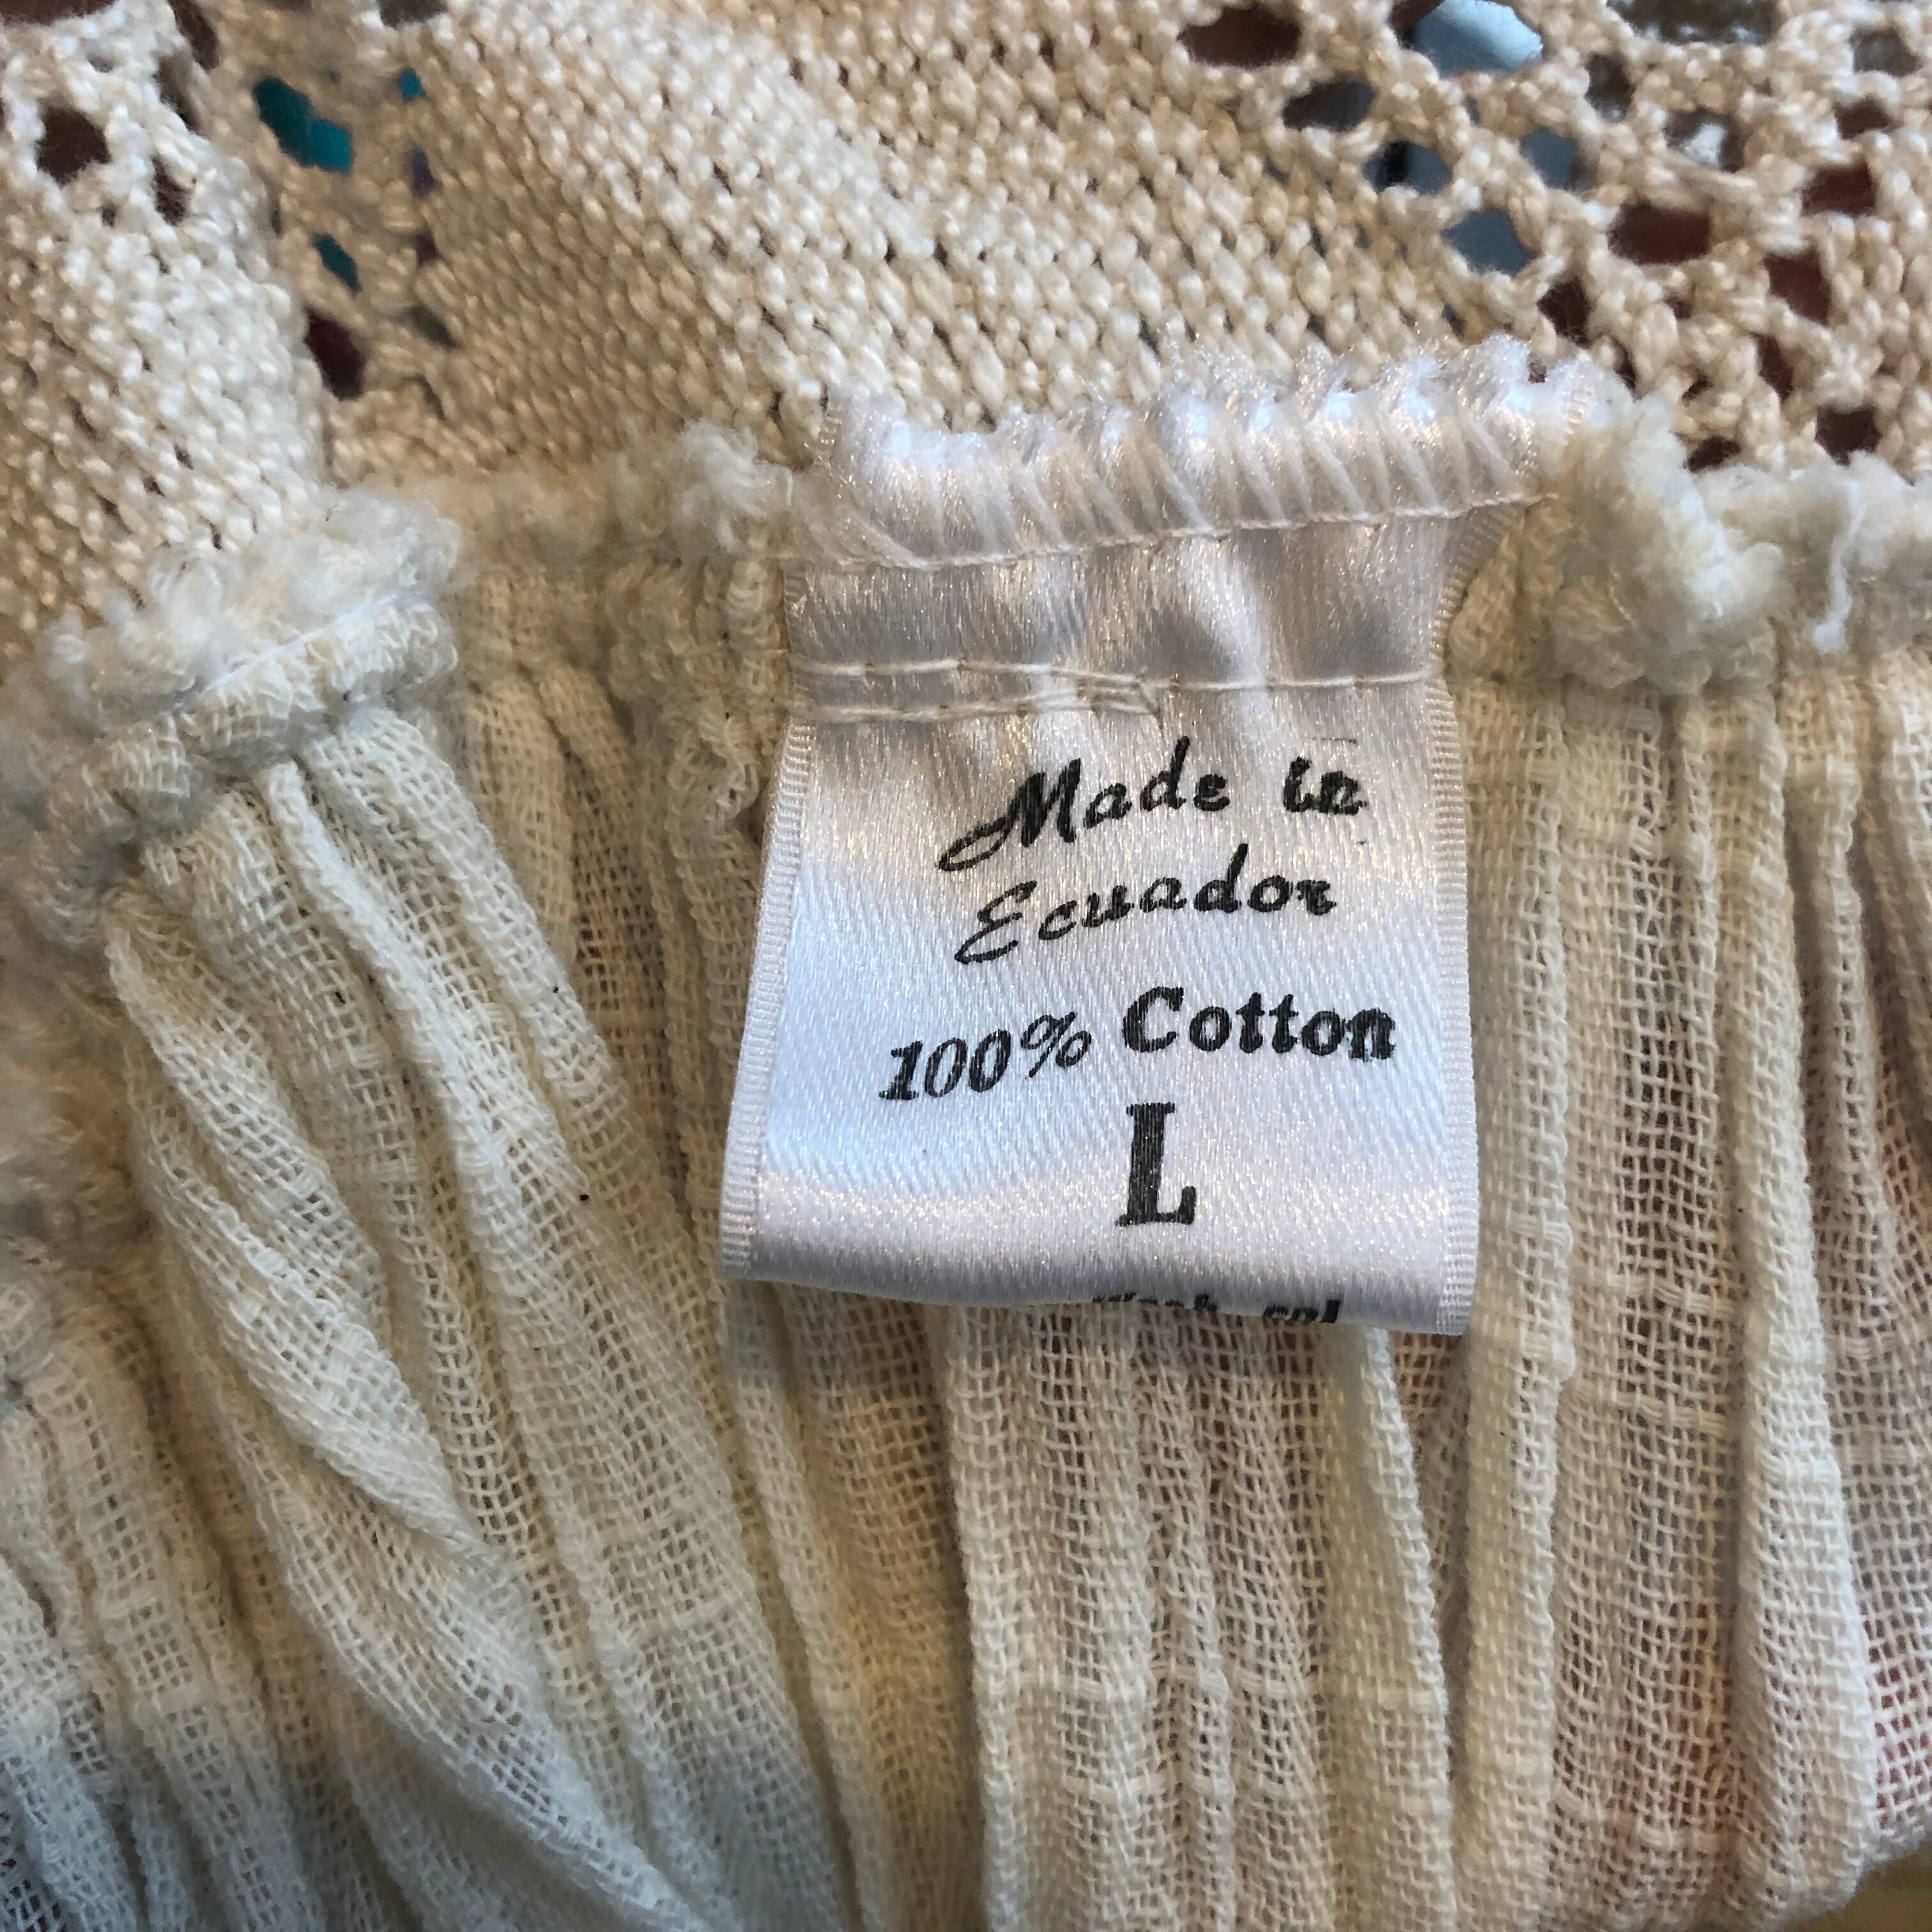 Made in
Ecuador
100% Cotton
L